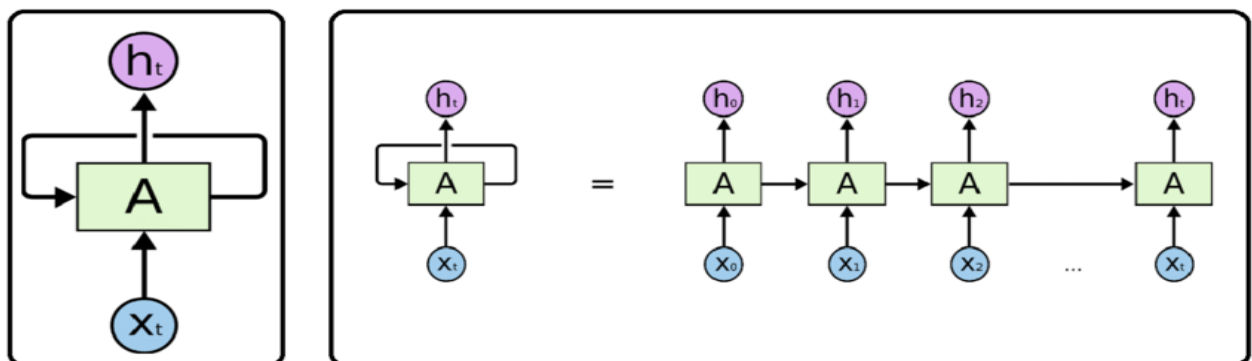 hₜ
A
xₜ
hₜ
A
xₜ
=
h₀ h₁ h₂ hₜ
A A A A
x₀ x₁ x₂ ... xₜ